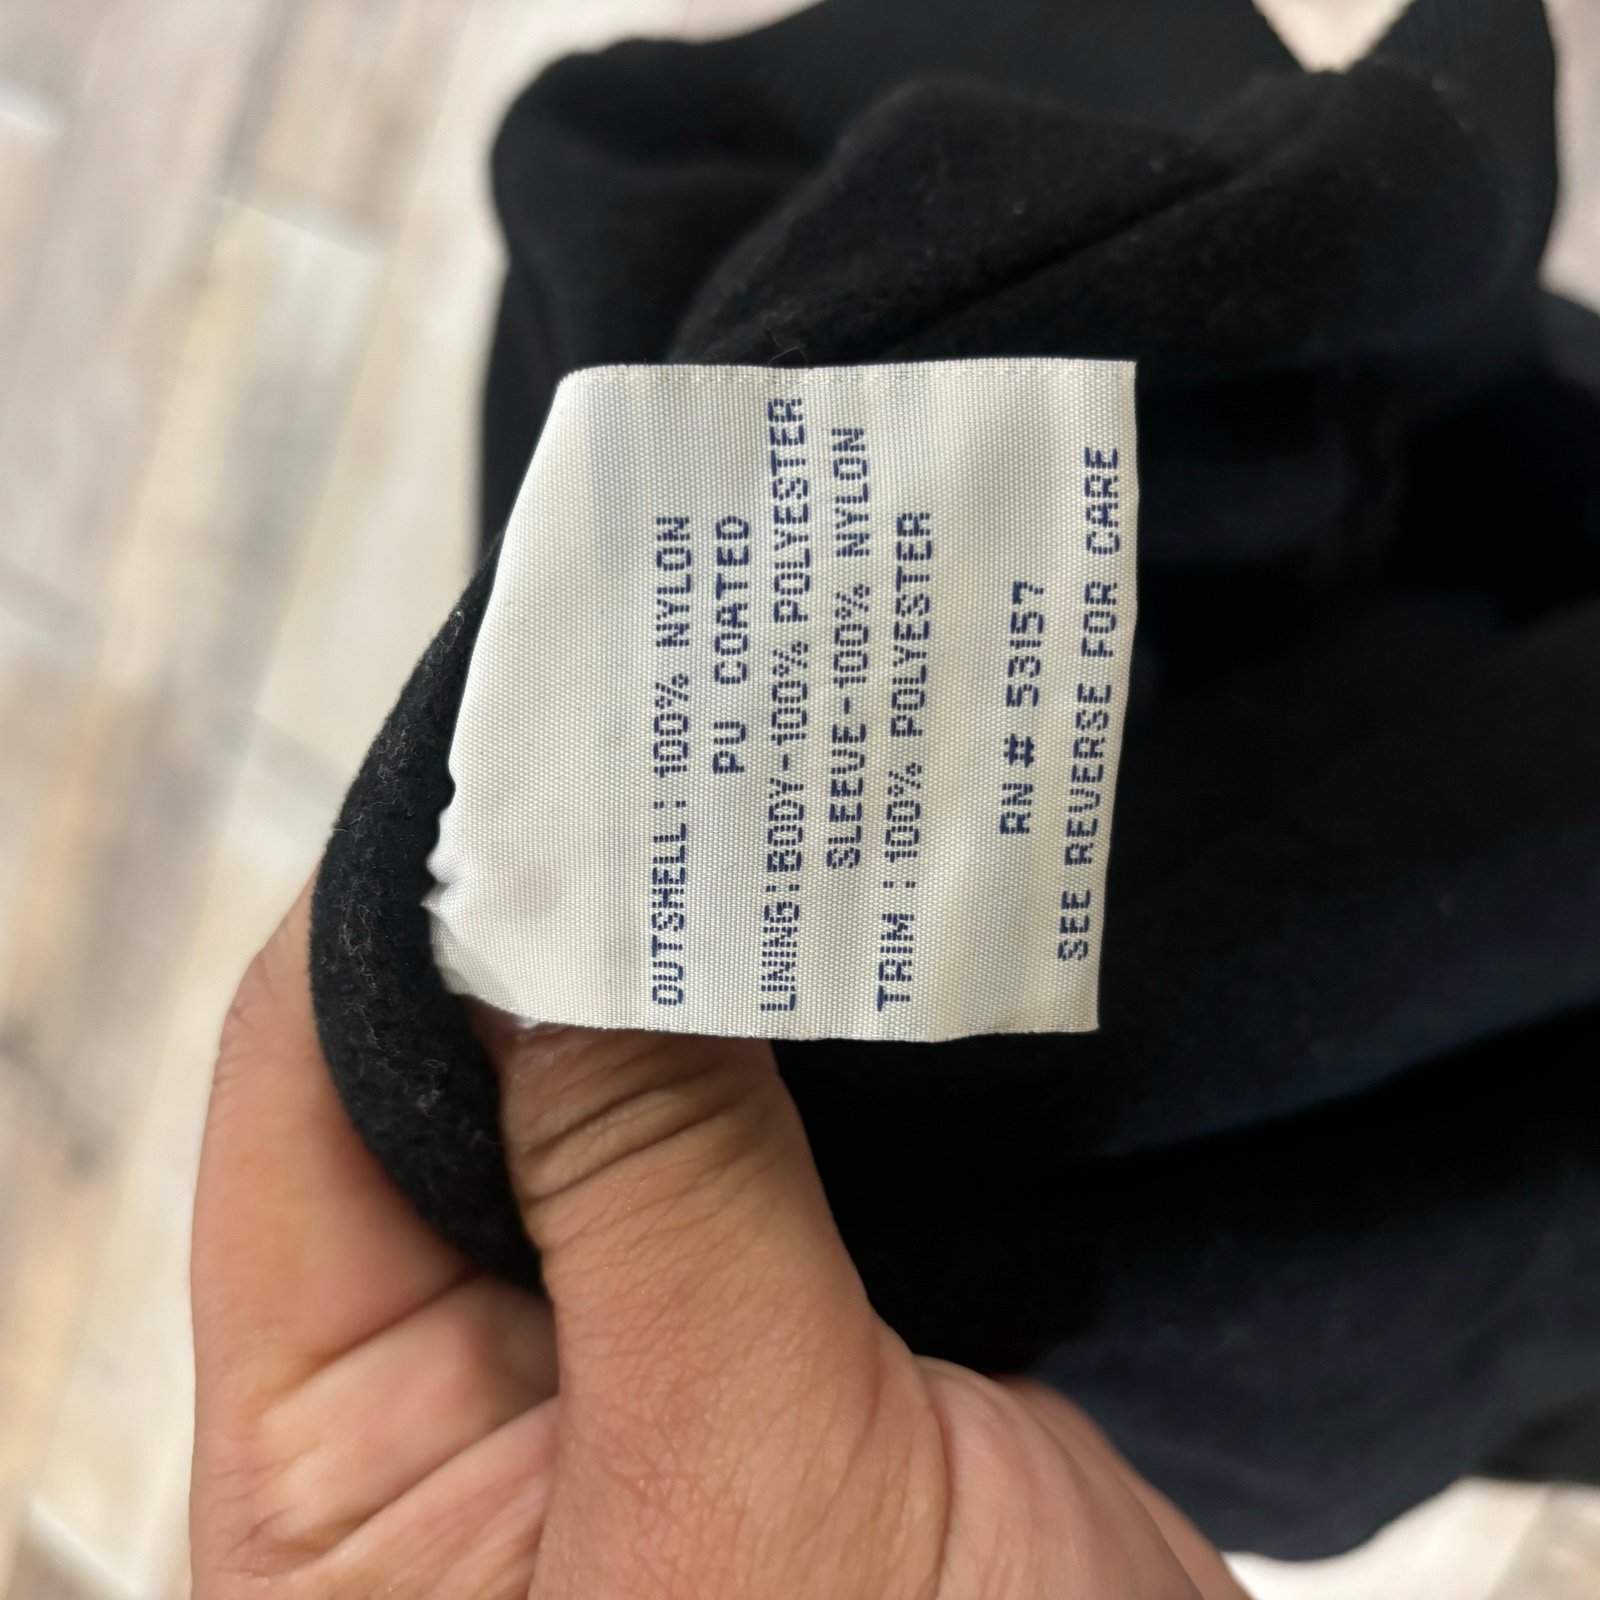 OUTSHELL: 100% NYLON
PU COATED
LINING: BODY-100% POLYESTER
SLEEVE-100% NYLON
TRIM: 100% POLYESTER
RN # 53157
SEE REVERSE FOR CARE